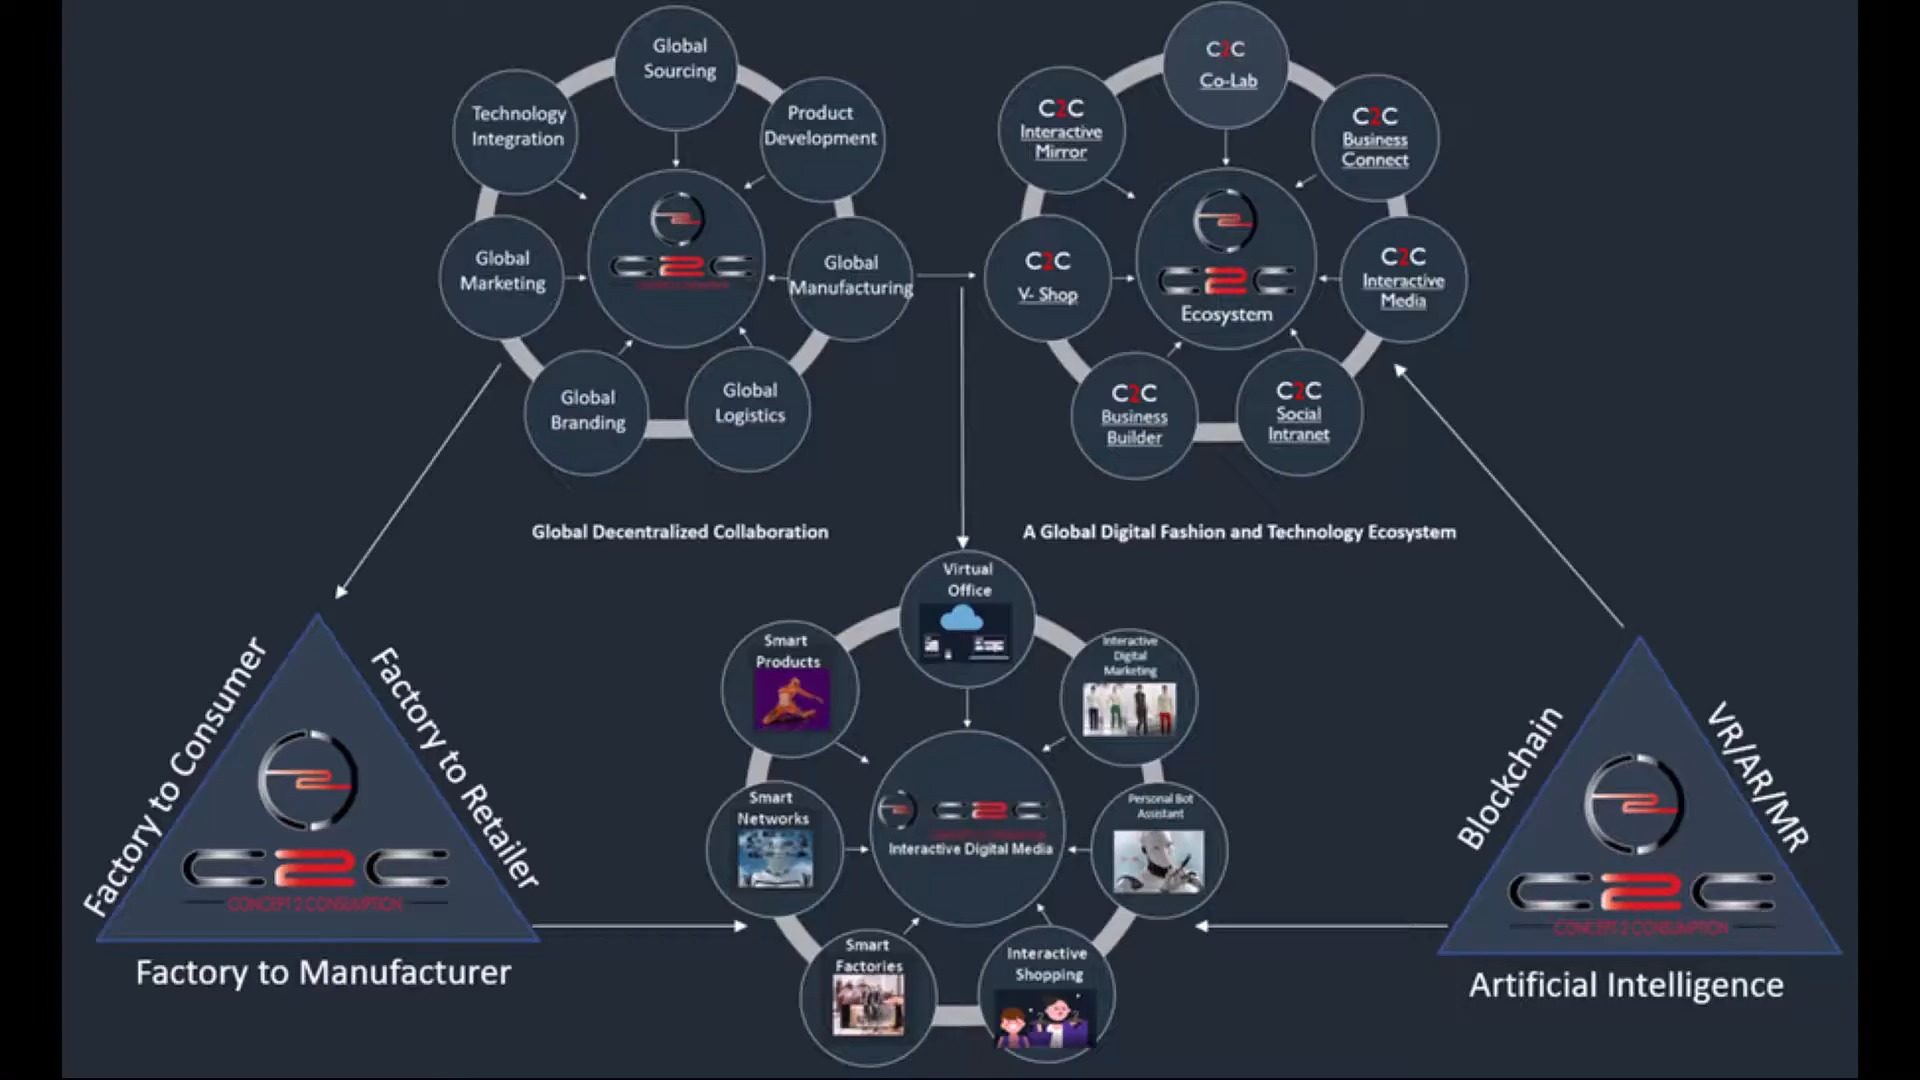 Global
Sourcing
Technology
Integration
Product
Development
Global
Marketing
C2C
Global
Manufacturing
Global
Branding
Global
Logistics
Global Decentralized Collaboration
C2C
Co-Lab
C2C
Interactive
Mirror
C2C
Business
Connect
C2C
V- Shop
C2C
Ecosystem
C2C
Interactive
Media
C2C
Business
Builder
C2C
Social
Intranet
A Global Digital Fashion and Technology Ecosystem
Factory to Consumer
Factory to Retailer
C2C
CONCEPT 2 CONSUMPTION
Factory to Manufacturer
Virtual
Office
Smart
Products
Interactive
Digital
Marketing
Smart
Networks
C2C
Interactive Digital Media
Personal Bot
Assistant
Smart
Factories
Interactive
Shopping
Blockchain
VR/AR/MR
C2C
CONCEPT 2 CONSUMPTION
Artificial Intelligence